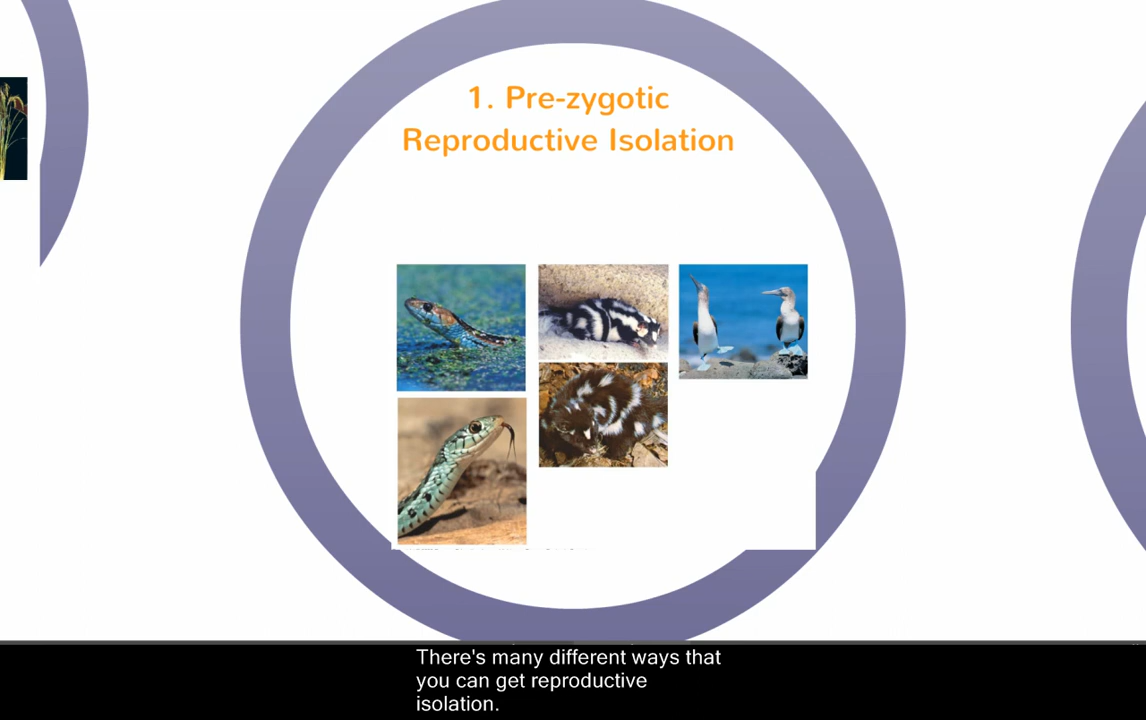 1. Pre-zygotic
Reproductive Isolation
There's many different ways that
you can get reproductive
isolation.